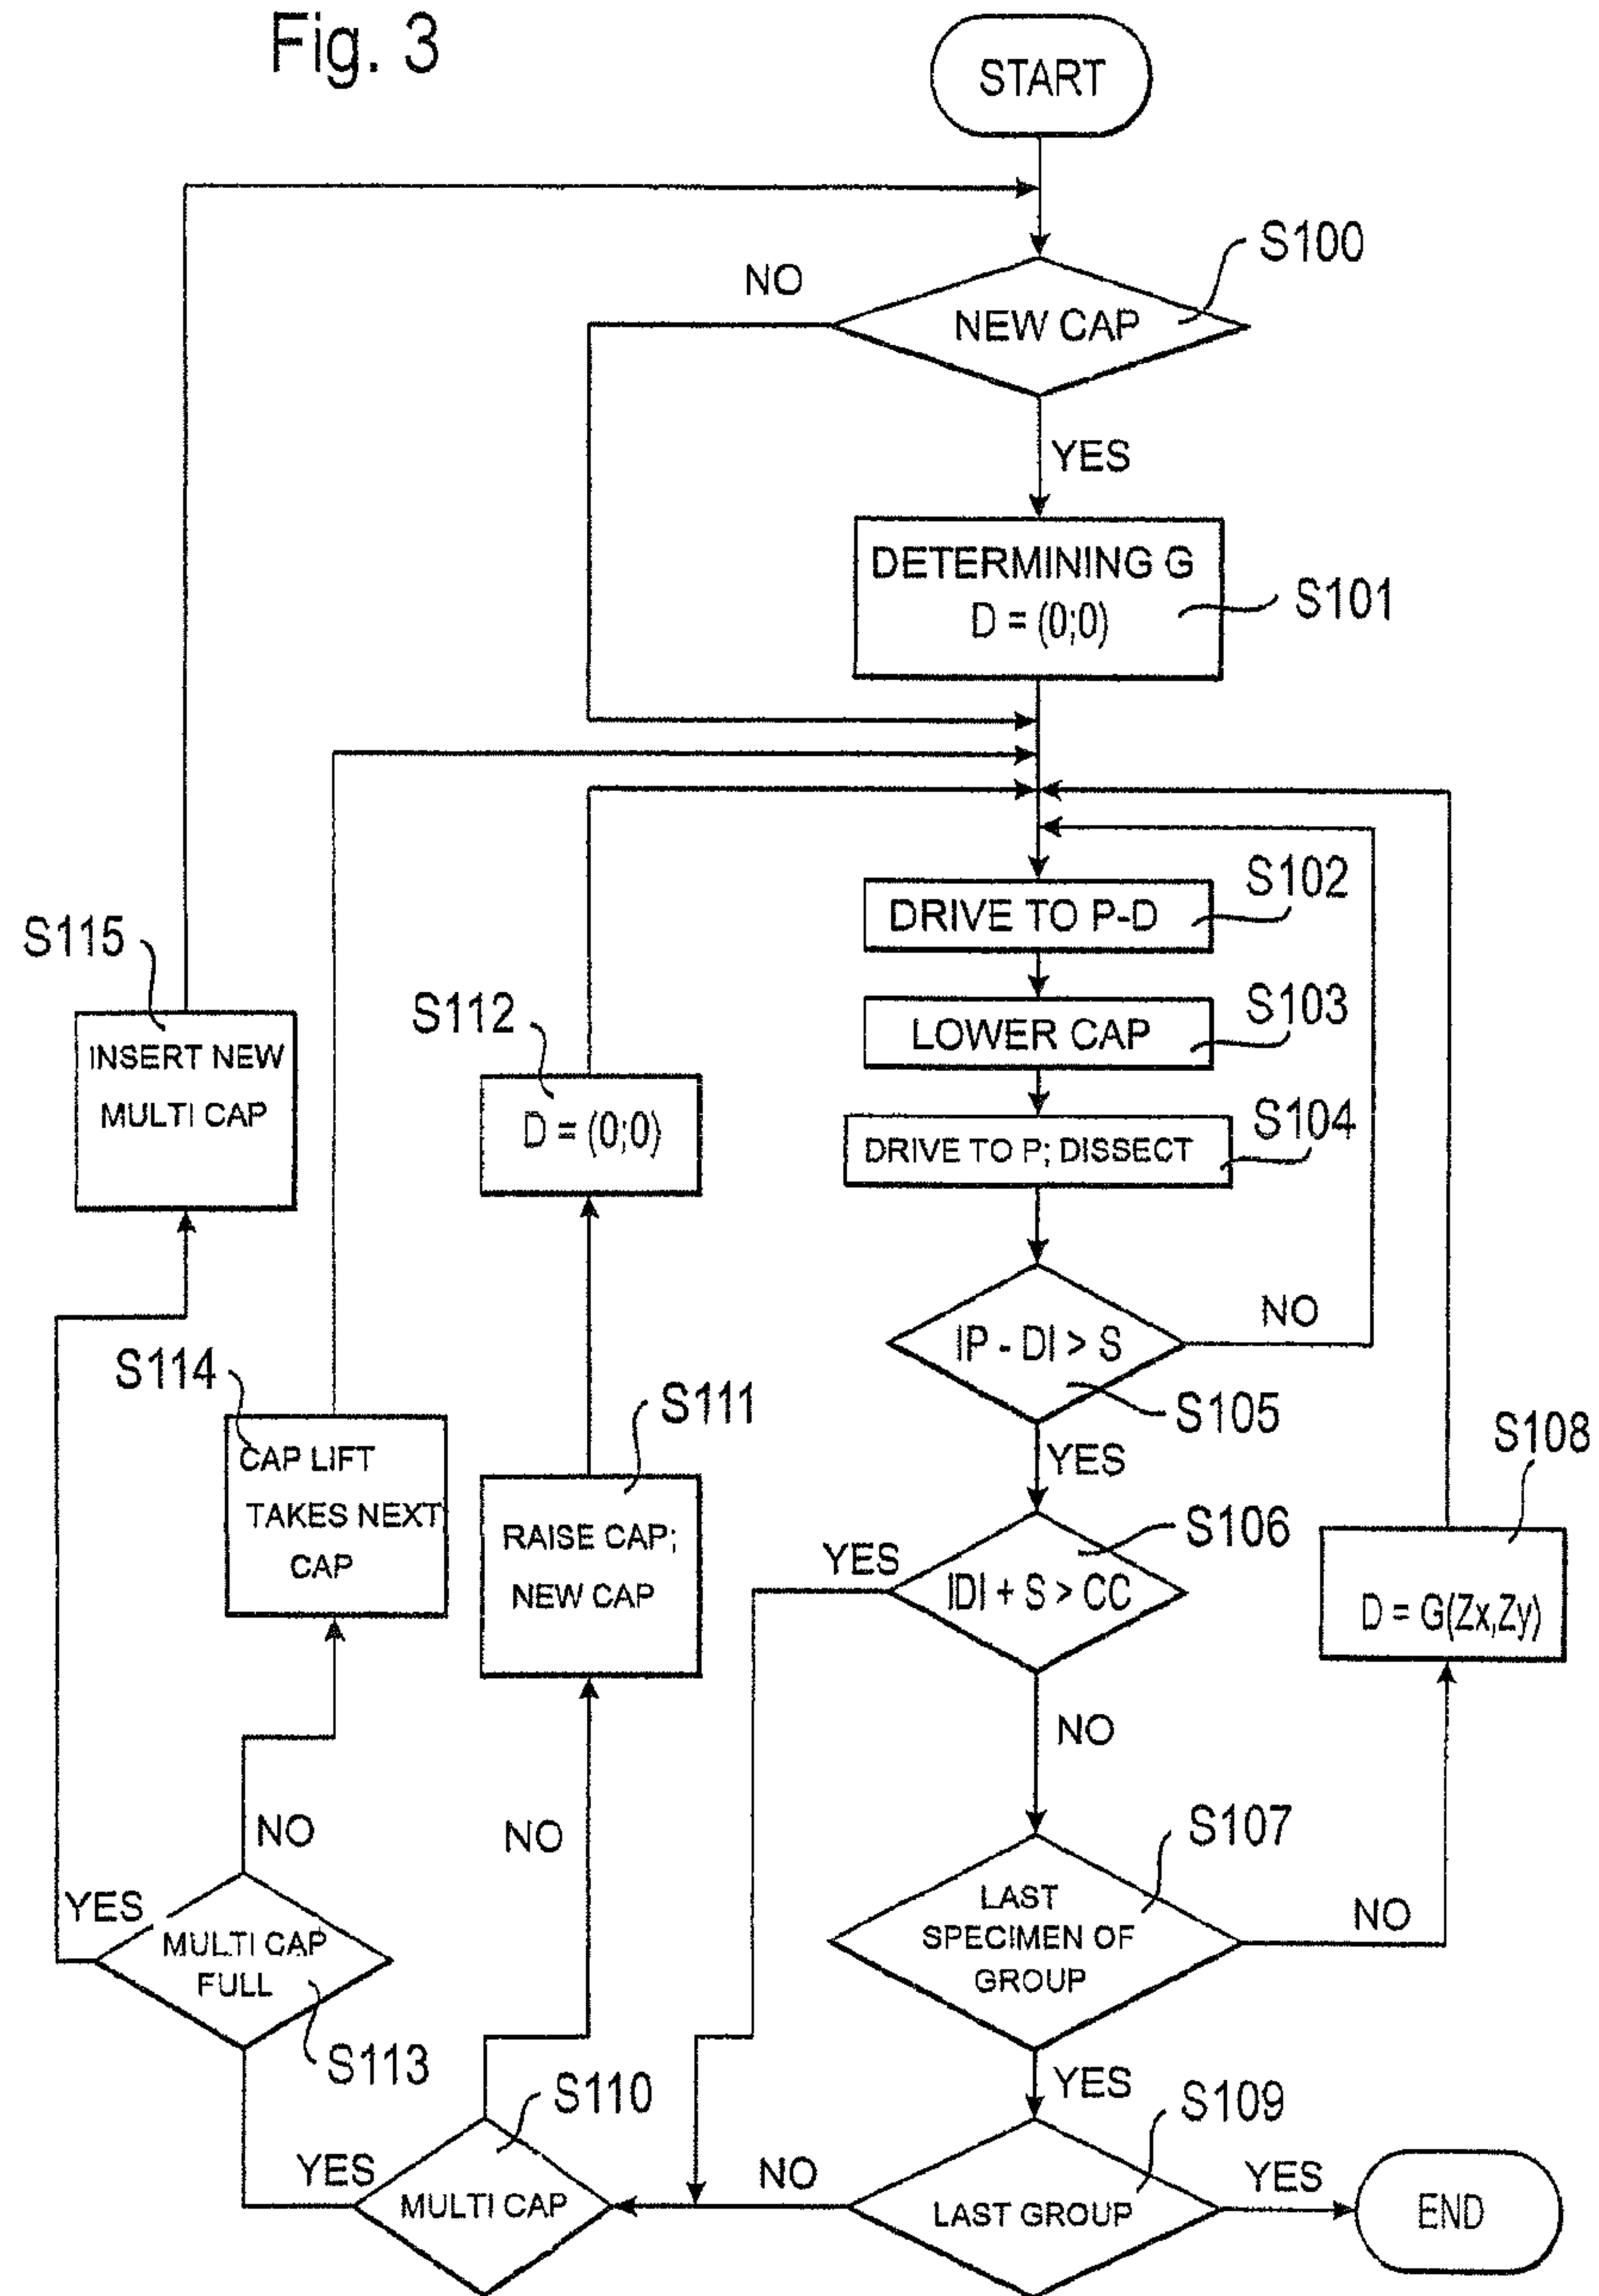 Fig. 3
START
S100
NO
NEW CAP
YES
DETERMINING G
D = (0;0)
S101
S102
DRIVE TO P-D
S103
LOWER CAP
S104
DRIVE TO P; DISSECT
S115
INSERT NEW
MULTI CAP
S112
D = (0;0)
NO
IP - DI > S
S105
YES
S114
CAP LIFT
TAKES NEXT
CAP
S111
RAISE CAP;
NEW CAP
S108
D = G(Zx,Zy)
S106
YES
IDI + S > CC
NO
S107
LAST
SPECIMEN OF
GROUP
NO
YES
NO
NO
YES
MULTI CAP
FULL
S113
S110
YES
MULTI CAP
NO
S109
LAST GROUP
YES
END